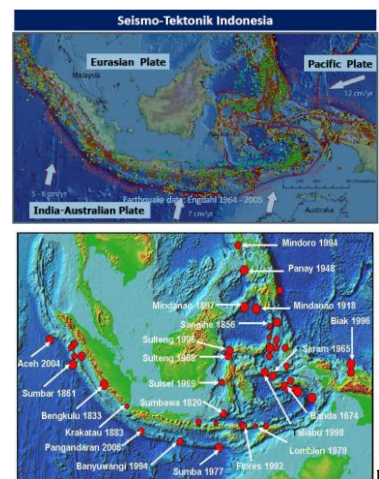 Seismo-Tektonik Indonesia
Eurasian Plate
Pacific Plate
Malaysia
12 cm/yr
5 - 6 cm/yr
Earthquake data: Engdahl 1964 - 2005
India-Australian Plate
7 cm/yr
Australia
Mindoro 1994
Panay 1948
Mindanao 1897
Mindanao 1918
Sangihe 1856
Biak 1996
Sulteng 1996
Seram 1965
Sulteng 1968
Aceh 2004
Sulsel 1969
Sumbar 1861
Sumbawa 1820
Banda 1674
Bengkulu 1833
Taliabu 1998
Krakatau 1883
Pangandaran 2006
Lomblen 1979
Banyuwangi 1994
Flores 1992
Sumba 1977